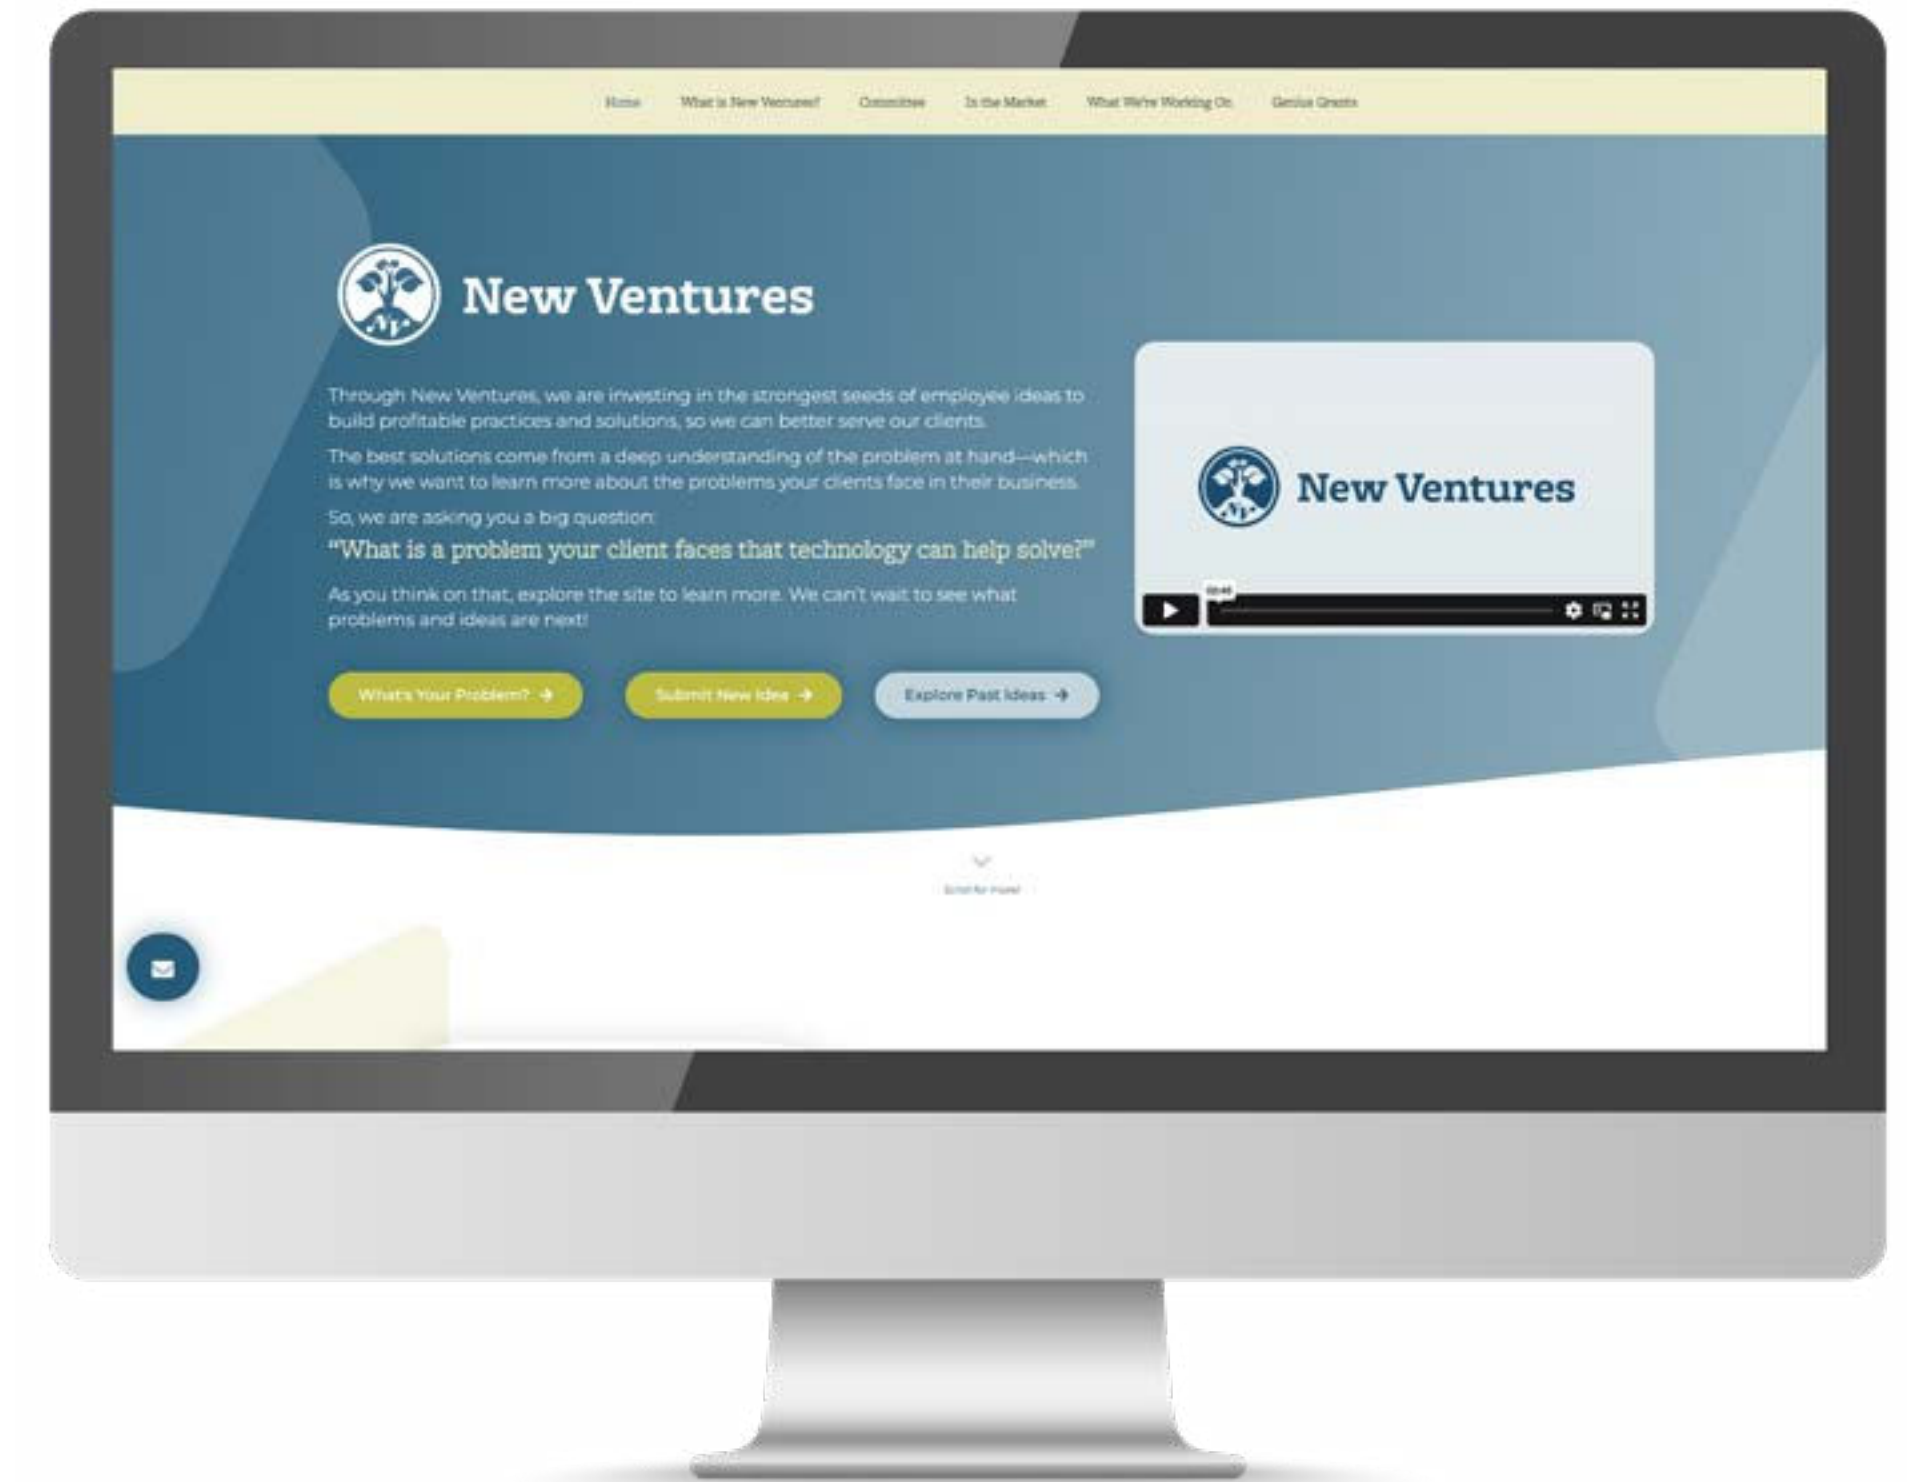 Home What is New Ventures? Committee In the Market What We're Working On Genius Grants
New Ventures
Through New Ventures, we are investing in the strongest seeds of employee ideas to
build profitable practices and solutions, so we can better serve our clients.
The best solutions come from a deep understanding of the problem at hand—which
is why we want to learn more about the problems your clients face in their business.
So, we are asking you a big question:
“What is a problem your client faces that technology can help solve?”
As you think on that, explore the site to learn more. We can't wait to see what
problems and ideas are next!
What's Your Problem? Submit New Idea Explore Past Ideas
NV
New Ventures
NV
Scroll for more!